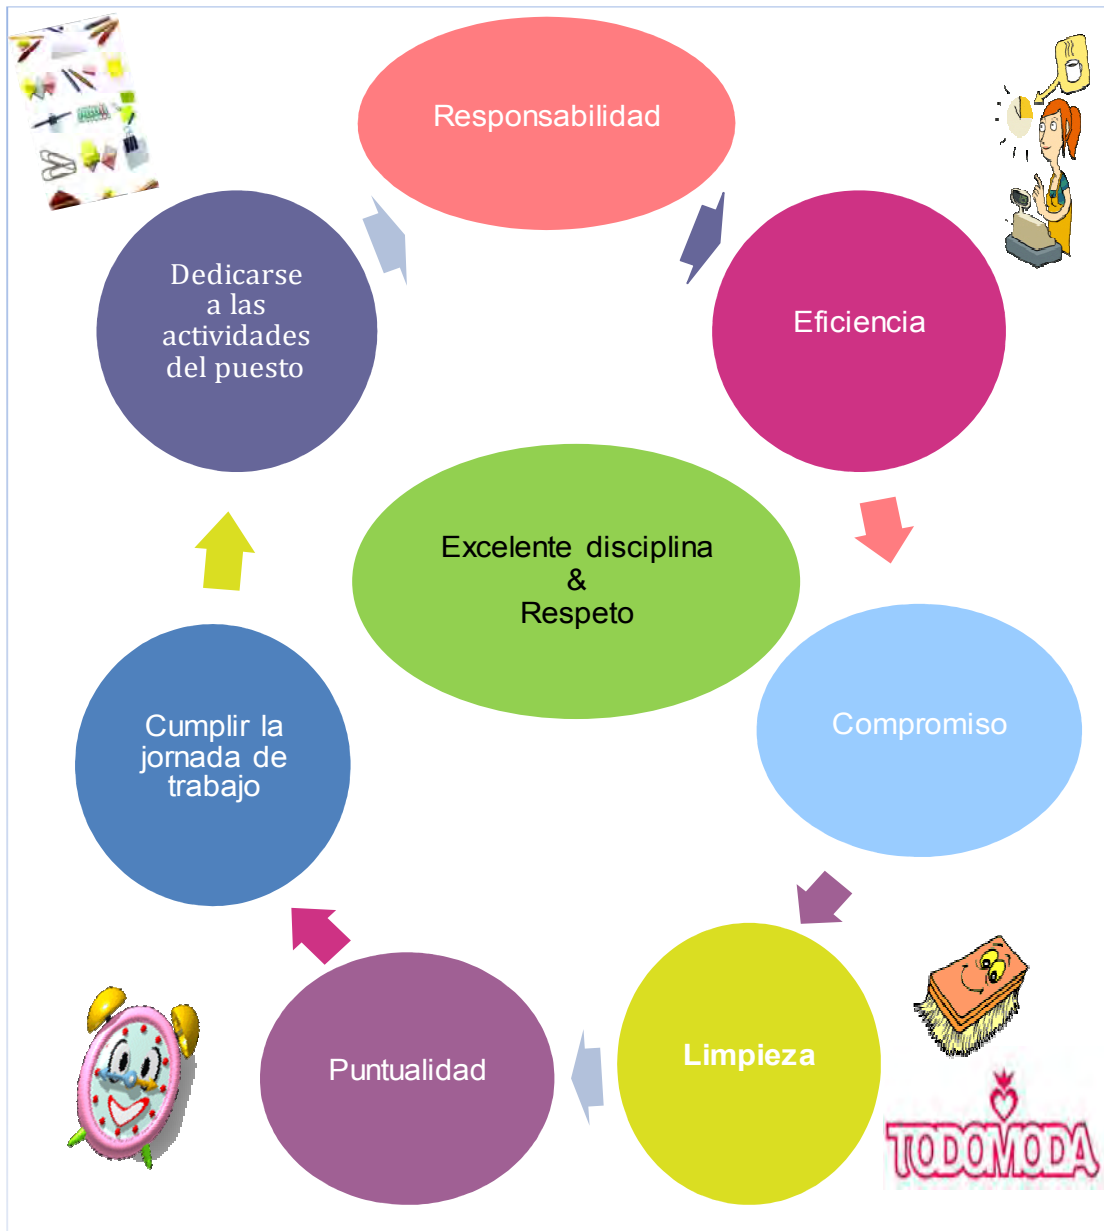 Responsabilidad
Eficiencia
Compromiso
Limpieza
Puntualidad
Cumplir la
jornada de
trabajo
Dedicarse
a las
actividades
del puesto
Excelente disciplina
&
Respeto
TODOMODA